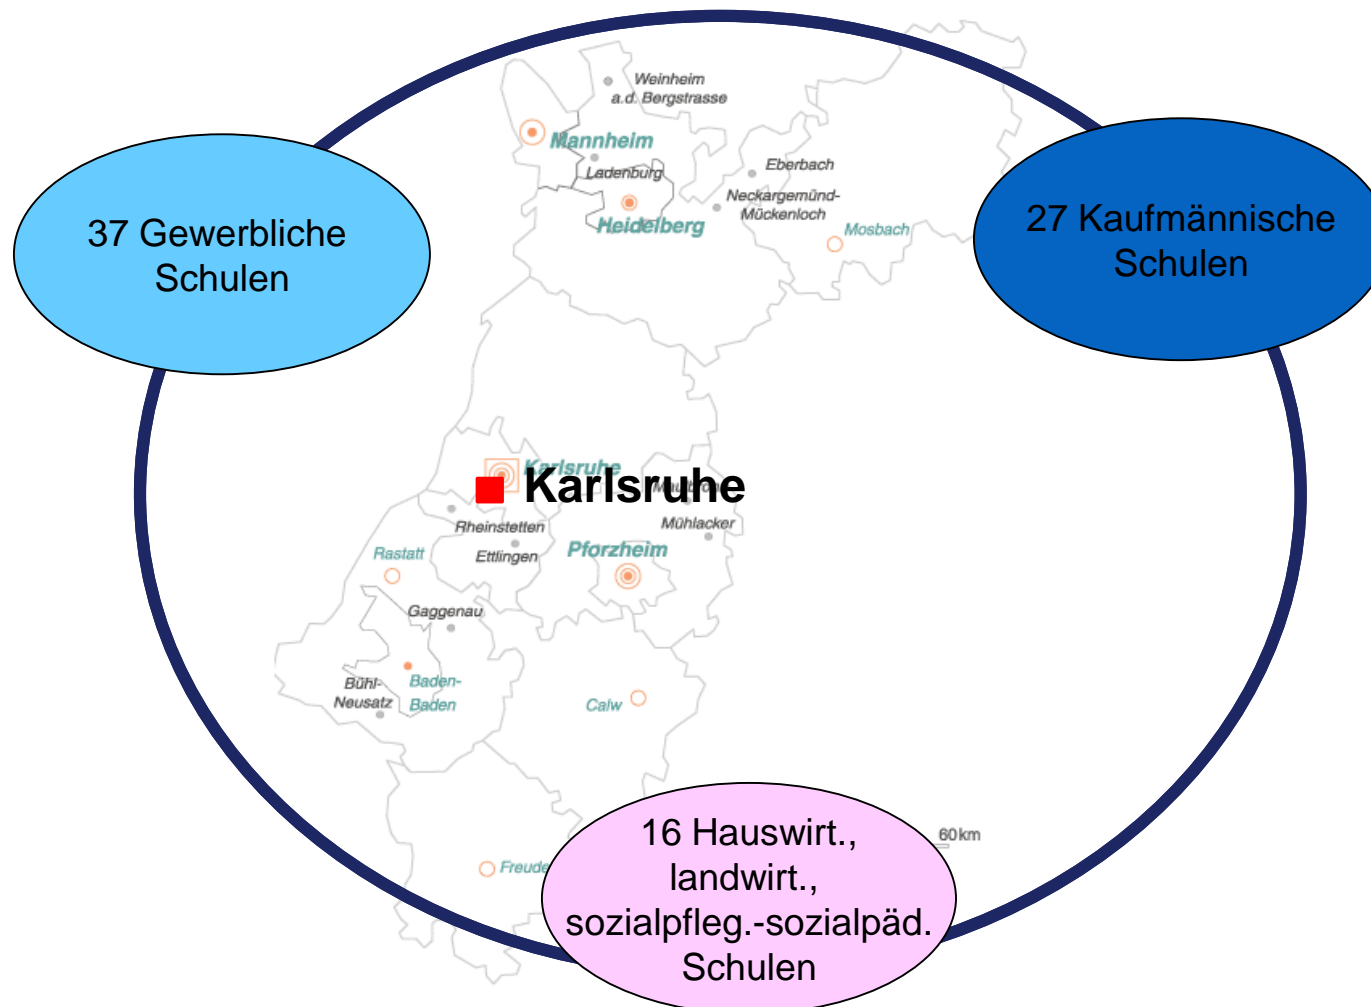 Weinheim
a.d. Bergstrasse
Mannheim
Ladenburg
Heidelberg
Eberbach
Neckargemünd-
Mückenloch
Mosbach
37 Gewerbliche
Schulen
27 Kaufmännische
Schulen
Karlsruhe
Karlsruhe
Mühlacker
Rheinstetten
Ettlingen
Pforzheim
Rastatt
Gaggenau
Baden-
Baden
Bühl-
Neusatz
Calw
Freude
16 Hauswirt.,
landwirt.,
sozialpfleg.-sozialpäd.
Schulen
60 km